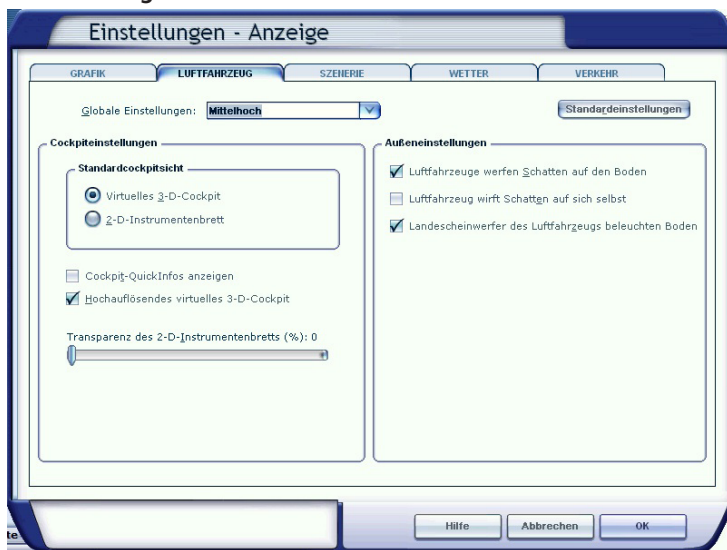 Einstellungen - Anzeige
GRAFIK LUFTFAHRZEUG SZENERIE WETTER VERKEHR
Globale Einstellungen: Mittelhoch Standardeinstellungen
Cockpiteinstellungen
Standardcockpitsicht
Virtuelles 3-D-Cockpit
2-D-Instrumentenbrett
Cockpit-QuickInfos anzeigen
Hochauflösendes virtuelles 3-D-Cockpit
Transparenz des 2-D-Instrumentenbretts (%): 0
Außeneinstellungen
Luftfahrzeuge werfen Schatten auf den Boden
Luftfahrzeug wirft Schatten auf sich selbst
Landescheinwerfer des Luftfahrzeugs beleuchten Boden
te
Hilfe Abbrechen OK